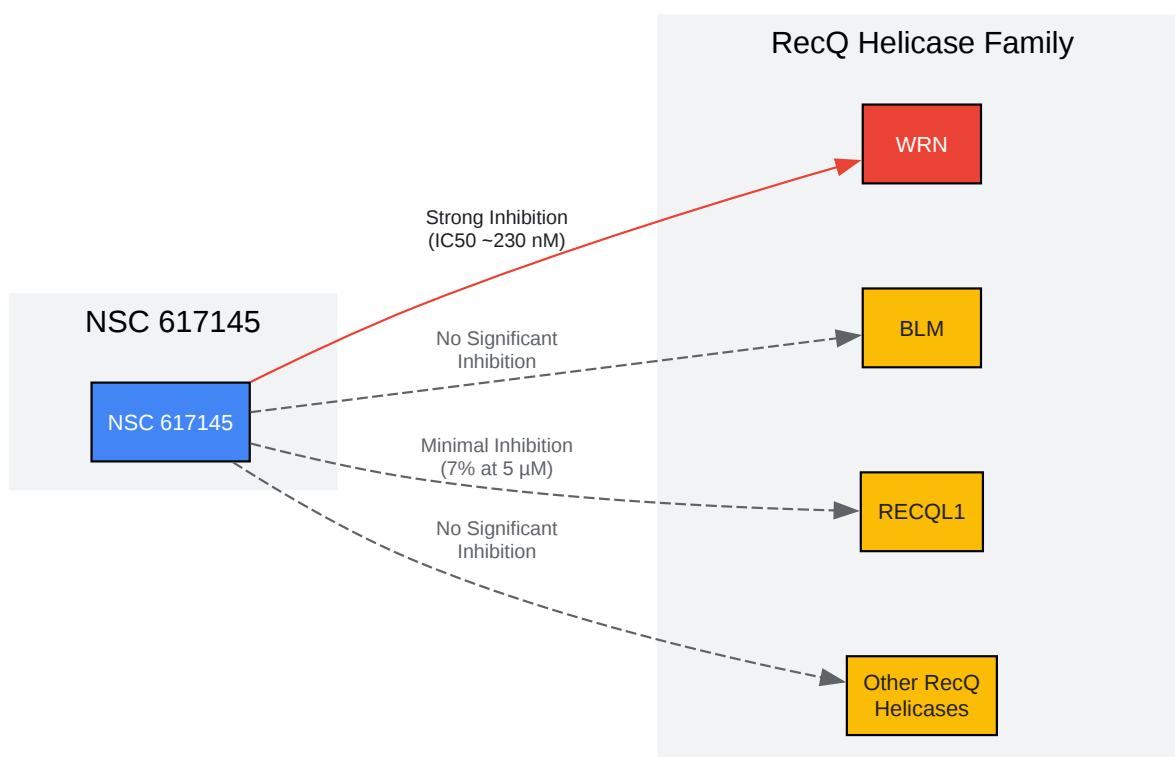 RecQ Helicase Family
WRN
Strong Inhibition
(IC50 ~230 nM)
NSC 617145
No Significant
Inhibition
BLM
NSC 617145
Minimal Inhibition
(7% at 5 µM)
RECQL1
No Significant
Inhibition
Other RecQ
Helicases